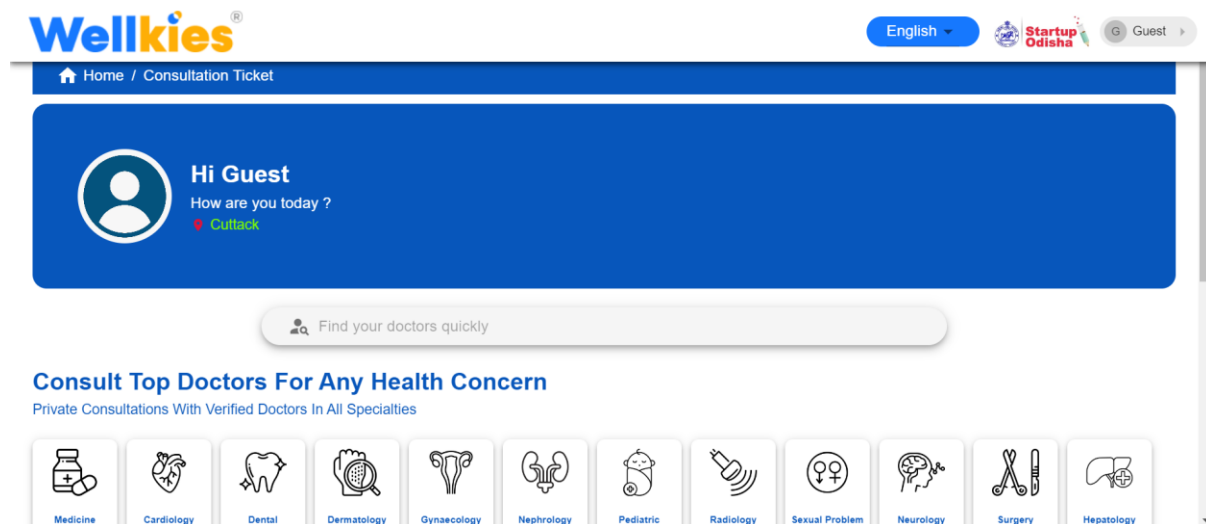 Wellkies®
English
Startup
Odisha
G Guest
Home / Consultation Ticket
Hi Guest
How are you today ?
Cuttack
Find your doctors quickly
Consult Top Doctors For Any Health Concern
Private Consultations With Verified Doctors In All Specialties
Medicine Cardiology Dental Dermatology Gynaecology Nephrology Pediatric Radiology Sexual Problem Neurology Surgery Hepatology